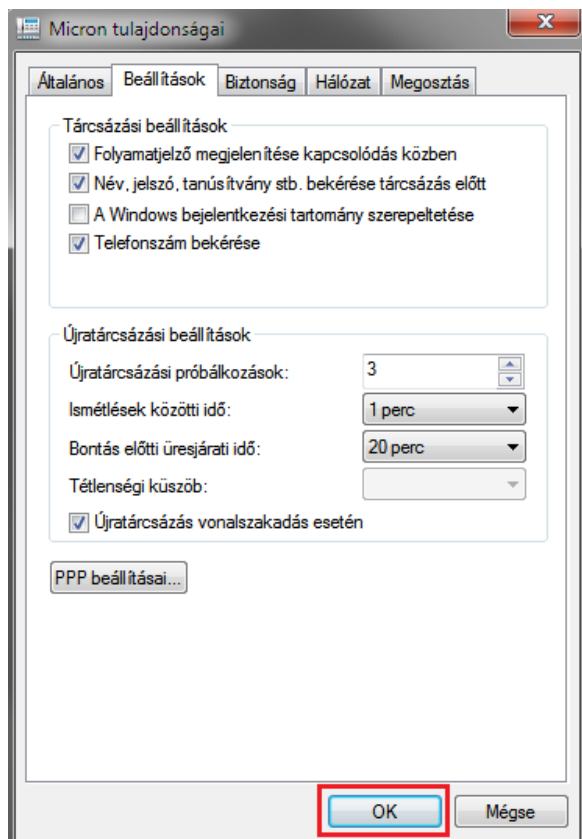 Micron tulajdonságai
Általános Beállítások Biztonság Hálózat Megosztás
Tárcsázási beállítások
Folyamatjelző megjelenítése kapcsolódás közben
Név, jelszó, tanúsítvány stb. bekérése tárcsázás előtt
A Windows bejelentkezési tartomány szerepeltetése
Telefonszám bekérése
Újratárcsázási beállítások
Újratárcsázási próbálkozások: 3
Ismétlések közötti idő: 1 perc
Bontás előtti üresjárati idő: 20 perc
Tétlenségi küszöb:
Újratárcsázás vonalszakadás esetén
PPP beállításai...
OK Mégse